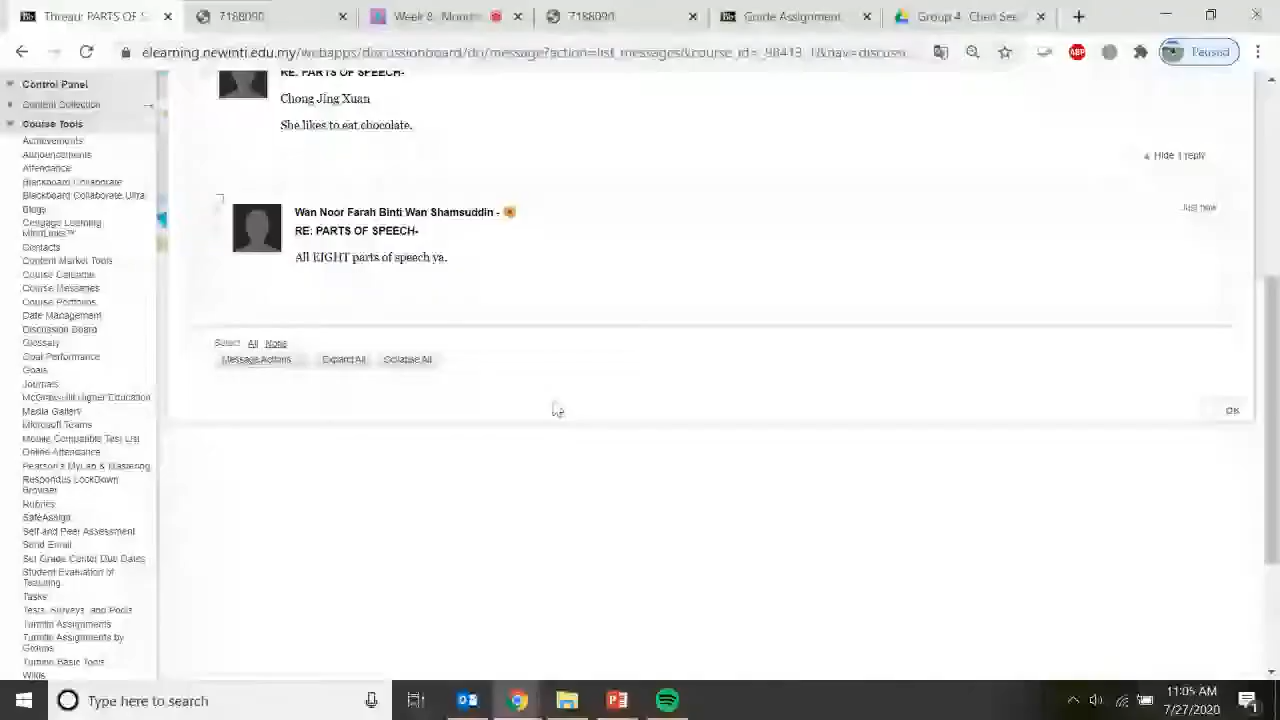 Thread: PARTS OF S
7188090
Week 8
7188090
Grade Assignment
Group 4
elearning.newinti.edu.my/webapps/discussionboard/do/message?action=list_messages&course_id=_98413_1&nav=discuss
Paused
Control Panel
Content Collection
Course Tools
Achievements
Announcements
Attendance
Blackboard Collaborate
Blackboard Collaborate Ultra
Blogs
Cengage Learning
MindLinks™
Contacts
Content Market Tools
Course Calendar
Course Messages
Course Portfolios
Date Management
Discussion Board
Glossary
Goal Performance
Goals
Journals
McGraw-Hill Higher Education
Media Gallery
Microsoft Teams
Mobile Compatible Test List
Online Attendance
Pearson's MyLab & Mastering
Respondus LockDown
Browser
Rubrics
SafeAssign
Self and Peer Assessment
Send Email
Set Grade Center Due Dates
Student Evaluation of
Teaching
Tasks
Tests, Surveys, and Pools
Turnitin Assignments
Turnitin Assignments by
Groups
Turnitin Basic Tools
Wikis
RE: PARTS OF SPEECH-
Chong Jing Xuan
She likes to eat chocolate.
Hide 1 reply
Wan Noor Farah Binti Wan Shamsuddin -
Just now
RE: PARTS OF SPEECH-
All EIGHT parts of speech ya.
Select: All None
Message Actions Expand All Collapse All
OK
Type here to search
11:05 AM
7/27/2020
1